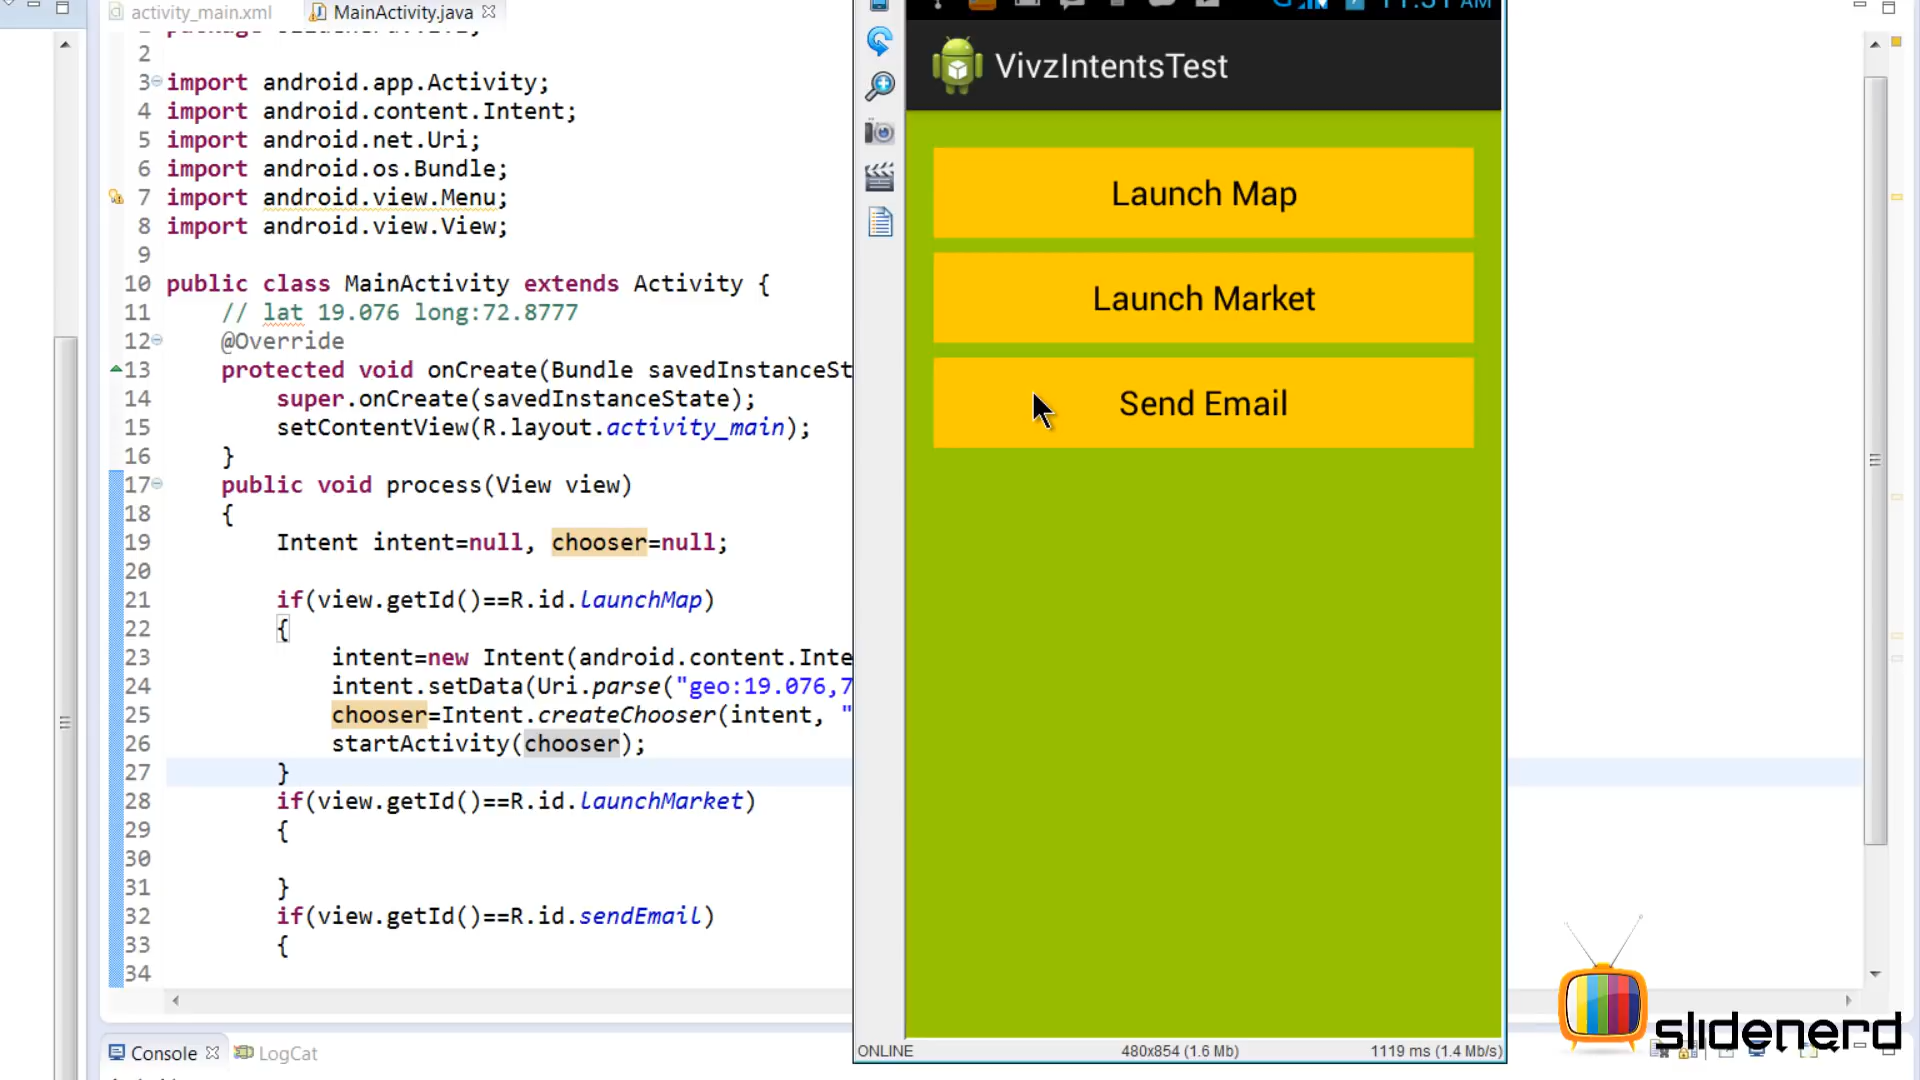 activity_main.xml
MainActivity.java
2
3 import android.app.Activity;
4 import android.content.Intent;
5 import android.net.Uri;
6 import android.os.Bundle;
7 import android.view.Menu;
8 import android.view.View;
9
10 public class MainActivity extends Activity {
11 // lat 19.076 long:72.8777
12 @Override
13 protected void onCreate(Bundle savedInstanceSt
14 super.onCreate(savedInstanceState);
15 setContentView(R.layout.activity_main);
16 }
17 public void process(View view)
18 {
19 Intent intent=null, chooser=null;
20
21 if(view.getId()==R.id.launchMap)
22 {
23 intent=new Intent(android.content.Inte
24 intent.setData(Uri.parse("geo:19.076,7
25 chooser=Intent.createChooser(intent, "
26 startActivity(chooser);
27 }
28 if(view.getId()==R.id.launchMarket)
29 {
30
31 }
32 if(view.getId()==R.id.sendEmail)
33 {
34
Console
LogCat
VivzIntentsTest
Launch Map
Launch Market
Send Email
ONLINE
480x854 (1.6 Mb)
1119 ms (1.4 Mb/s)
slidenerd